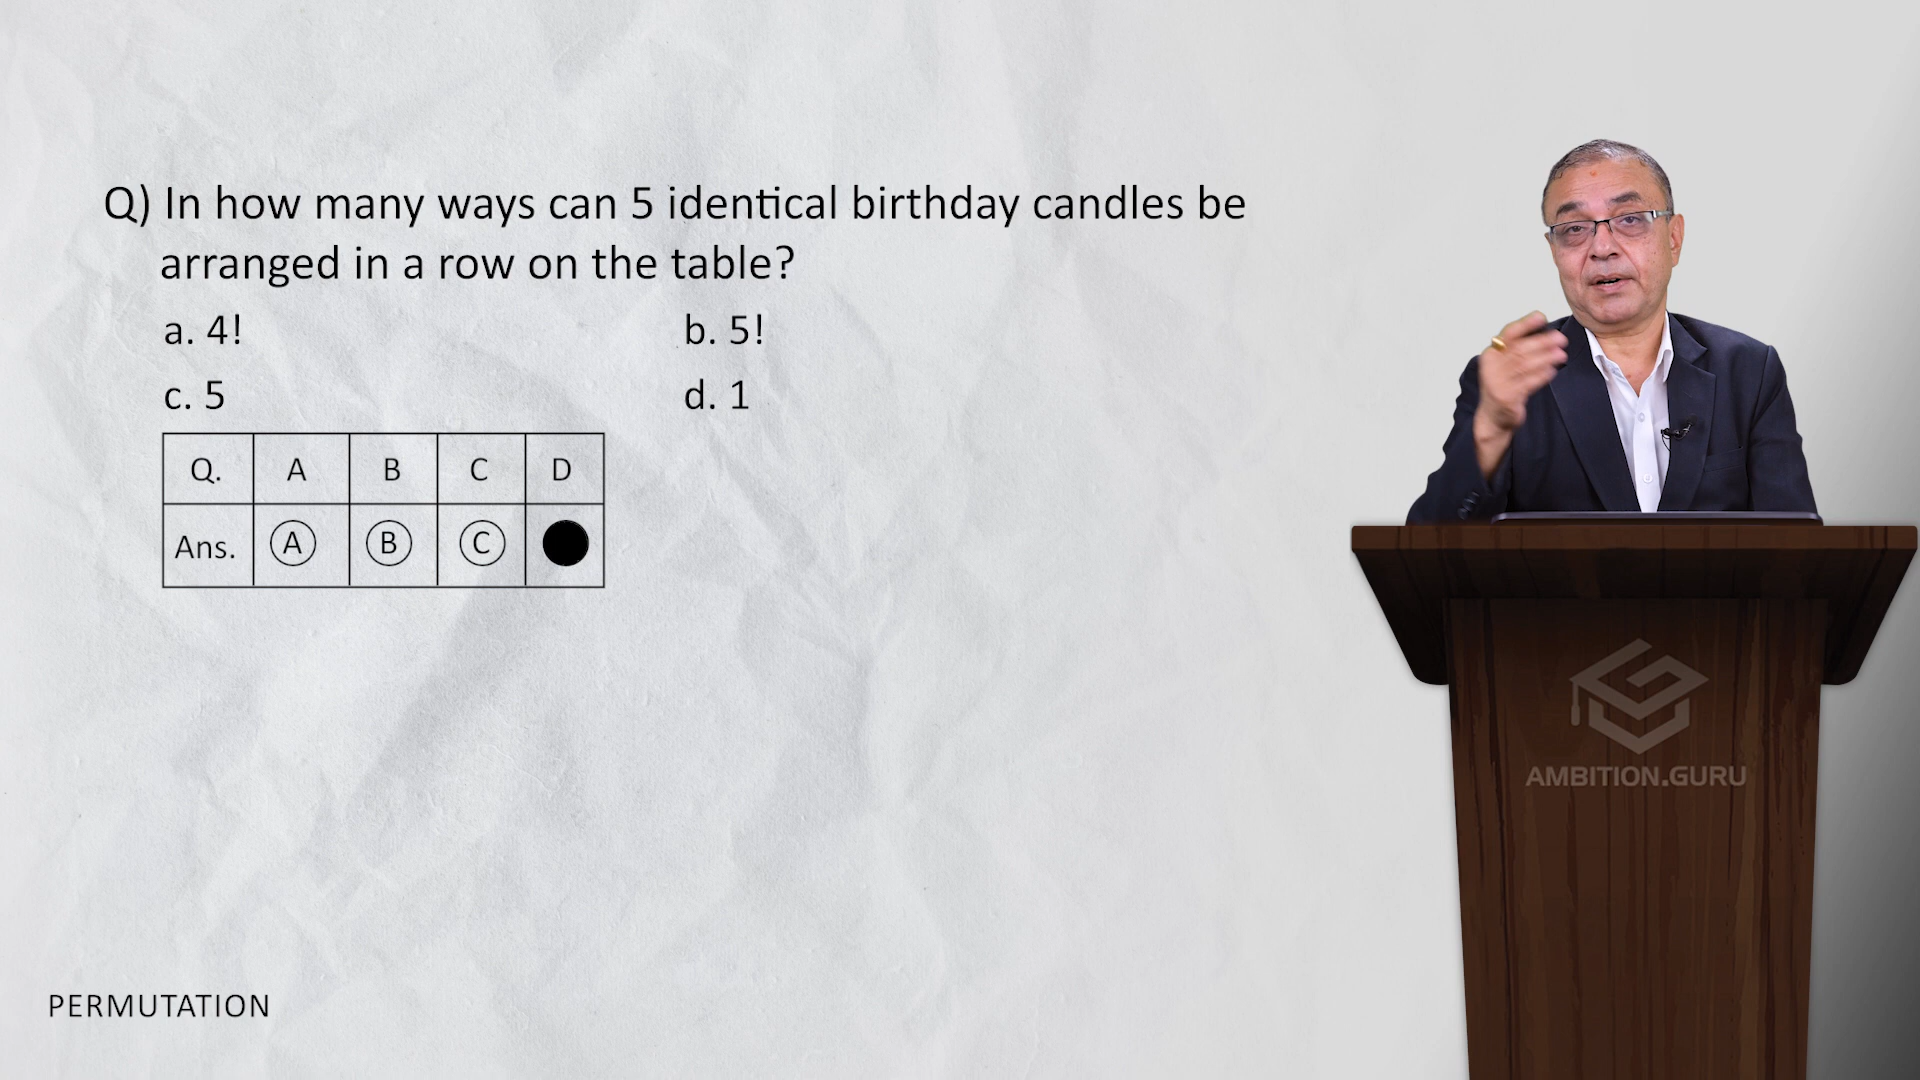 Q) In how many ways can 5 identical birthday candles be
arranged in a row on the table?
a. 4! b. 5!
c. 5 d. 1
Q. A B C D
Ans. A B C
AMBITION.GURU
PERMUTATION